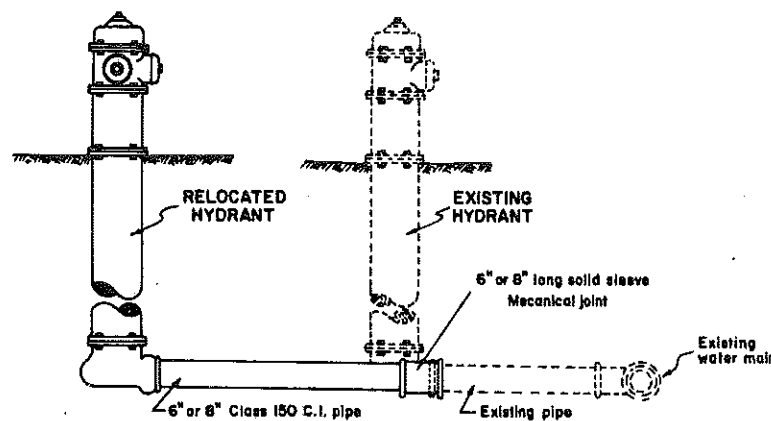 RELOCATED
HYDRANT
EXISTING
HYDRANT
6" or 8" long solid sleeve
Mecanical joint
Existing
water main
6" or 8" Class 150 C.I. pipe
Existing pipe